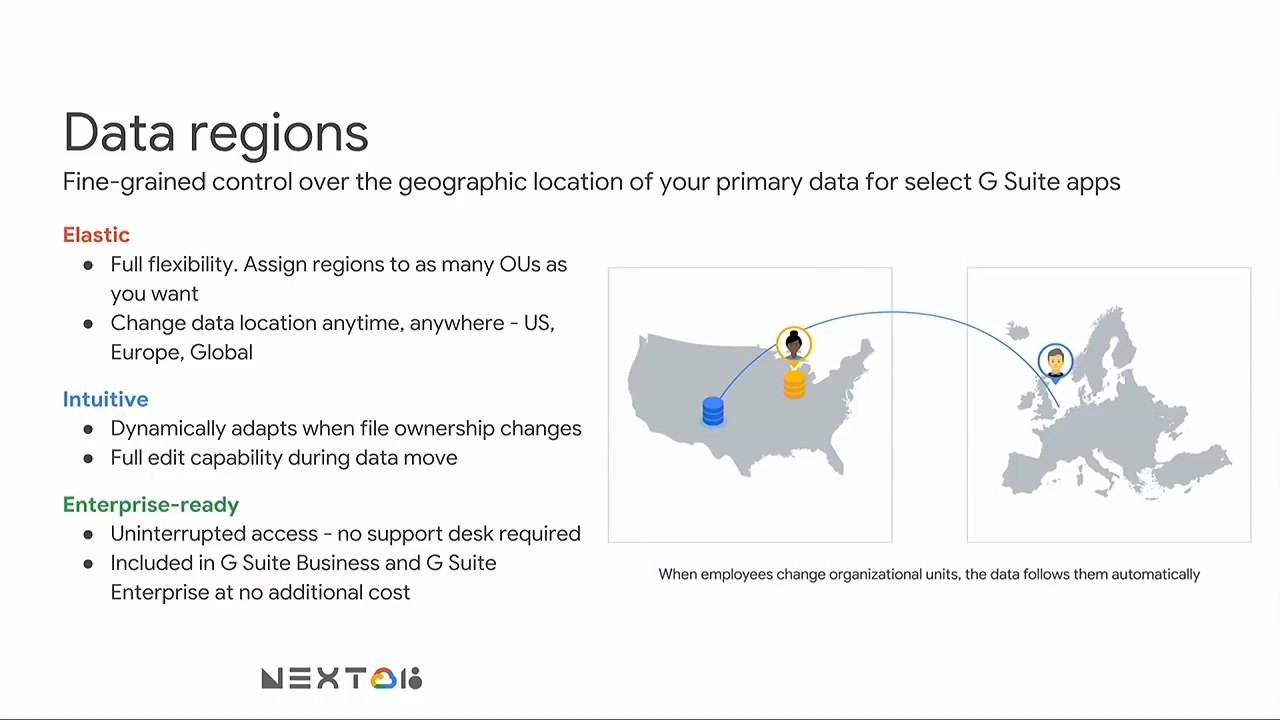 Data regions
Fine-grained control over the geographic location of your primary data for select G Suite apps
Elastic
● Full flexibility. Assign regions to as many OUs as
you want
● Change data location anytime, anywhere - US,
Europe, Global
Intuitive
● Dynamically adapts when file ownership changes
● Full edit capability during data move
Enterprise-ready
● Uninterrupted access - no support desk required
● Included in G Suite Business and G Suite
Enterprise at no additional cost
When employees change organizational units, the data follows them automatically
NEXT 18